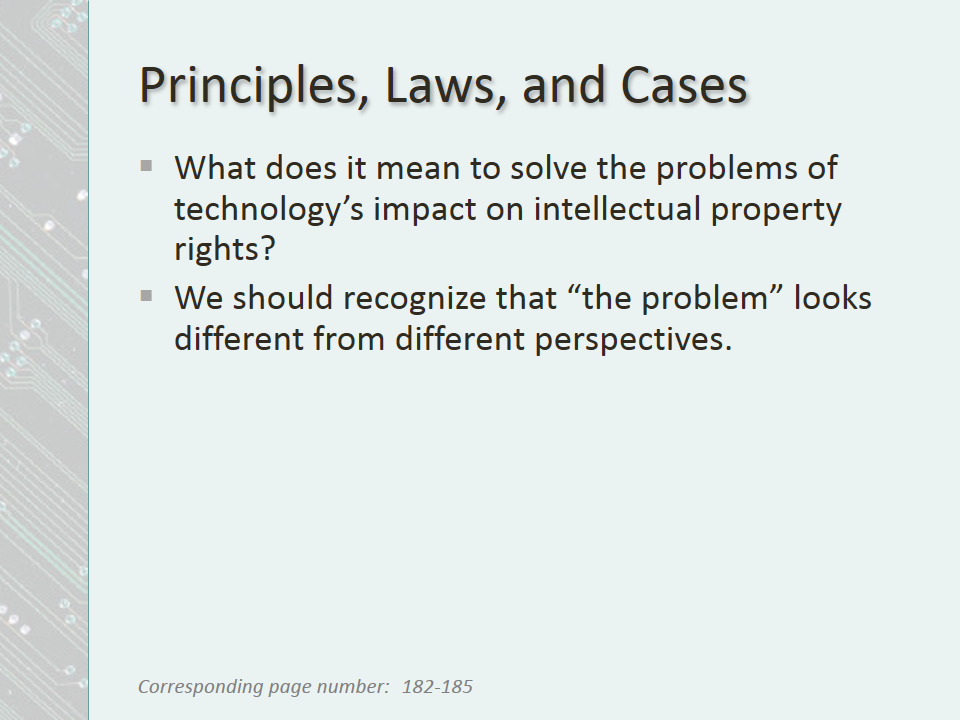 Principles, Laws, and Cases
What does it mean to solve the problems of
technology’s impact on intellectual property
rights?
We should recognize that “the problem” looks
different from different perspectives.
Corresponding page number: 182-185